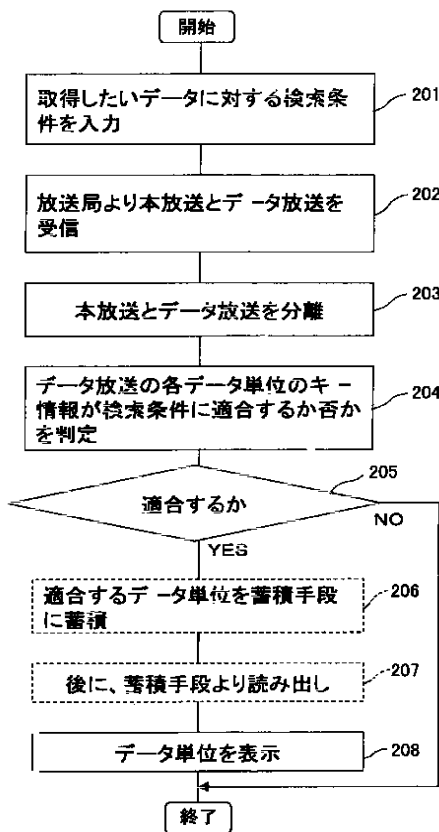 開始
取得したいデータに対する検索条
件を入力
201
放送局より本放送とデータ放送を
受信
202
本放送とデータ放送を分離
203
データ放送の各データ単位のキー
情報が検索条件に適合するか否か
を判定
204
適合するか
205
NO
YES
適合するデータ単位を蓄積手段
に蓄積
206
後に、蓄積手段より読み出し
207
データ単位を表示
208
終了